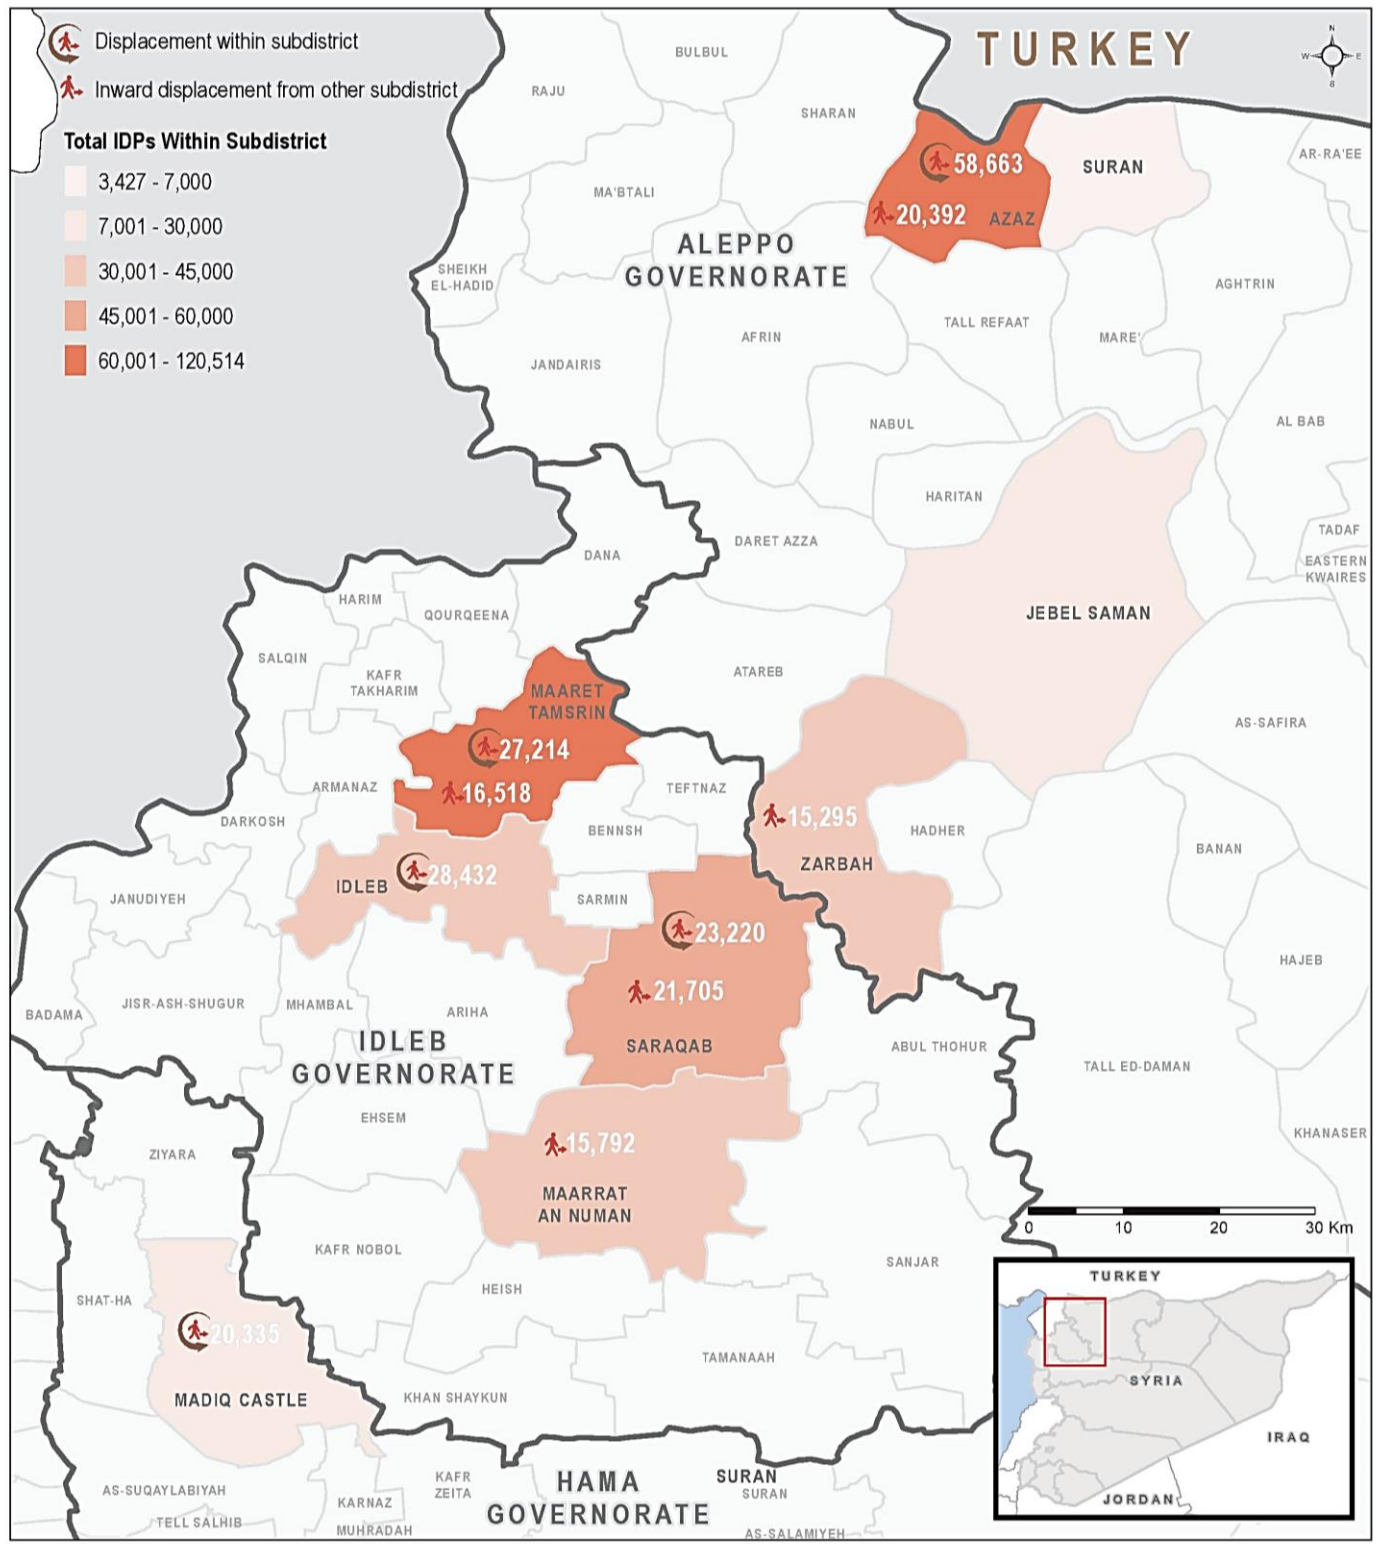 Displacement within subdistrict
Inward displacement from other subdistrict
Total IDPs Within Subdistrict
3,427 - 7,000
7,001 - 30,000
30,001 - 45,000
45,001 - 60,000
60,001 - 120,514
TURKEY
N
W
E
S
BULBUL
RAJU
SHARAN
AR-RA'EE
58,663
SURAN
MA'BTALI
20,392
AZAZ
ALEPPO
GOVERNORATE
SHEIKH
EL-HADID
AGHTRIN
TALL REFAAT
AFRIN
MARE'
JANDAIRIS
NABUL
AL BAB
HARITAN
TADAF
DARET AZZA
DANA
EASTERN
KWAIRES
HARIM
QOURQEENA
JEBEL SAMAN
SALQIN
KAFR
TAKHARIM
ATAREB
MAARET
TAMSRIN
AS-SAFIRA
27,214
16,518
ARMANAZ
TEFTNAZ
DARKOSH
BENNSH
15,295
HADHER
BANAN
ZARBAH
28,432
IDLEB
JANUDIYEH
SARMIN
23,220
HAJEB
21,705
BADAMA
JISR-ASH-SHUGUR
MHAMBAL
ARIHA
SARAQAB
ABUL THOHUR
IDLEB
GOVERNORATE
TALL ED-DAMAN
EHSEM
KHANASER
15,792
ZIYARA
MAARRAT
AN NUMAN
0 10 20 30 Km
KAFR NOBOL
SANJAR
HEISH
SHAT-HA
20,335
TAMANAAH
MADIQ CASTLE
KHAN SHAYKUN
TURKEY
SYRIA
IRAQ
JORDAN
HAMA
GOVERNORATE
SURAN
SURAN
KAFR
ZEITA
AS-SUQAYLABIYAH
KARNAZ
TELL SALHIB
MUHRADAH
AS-SALAMIYEH